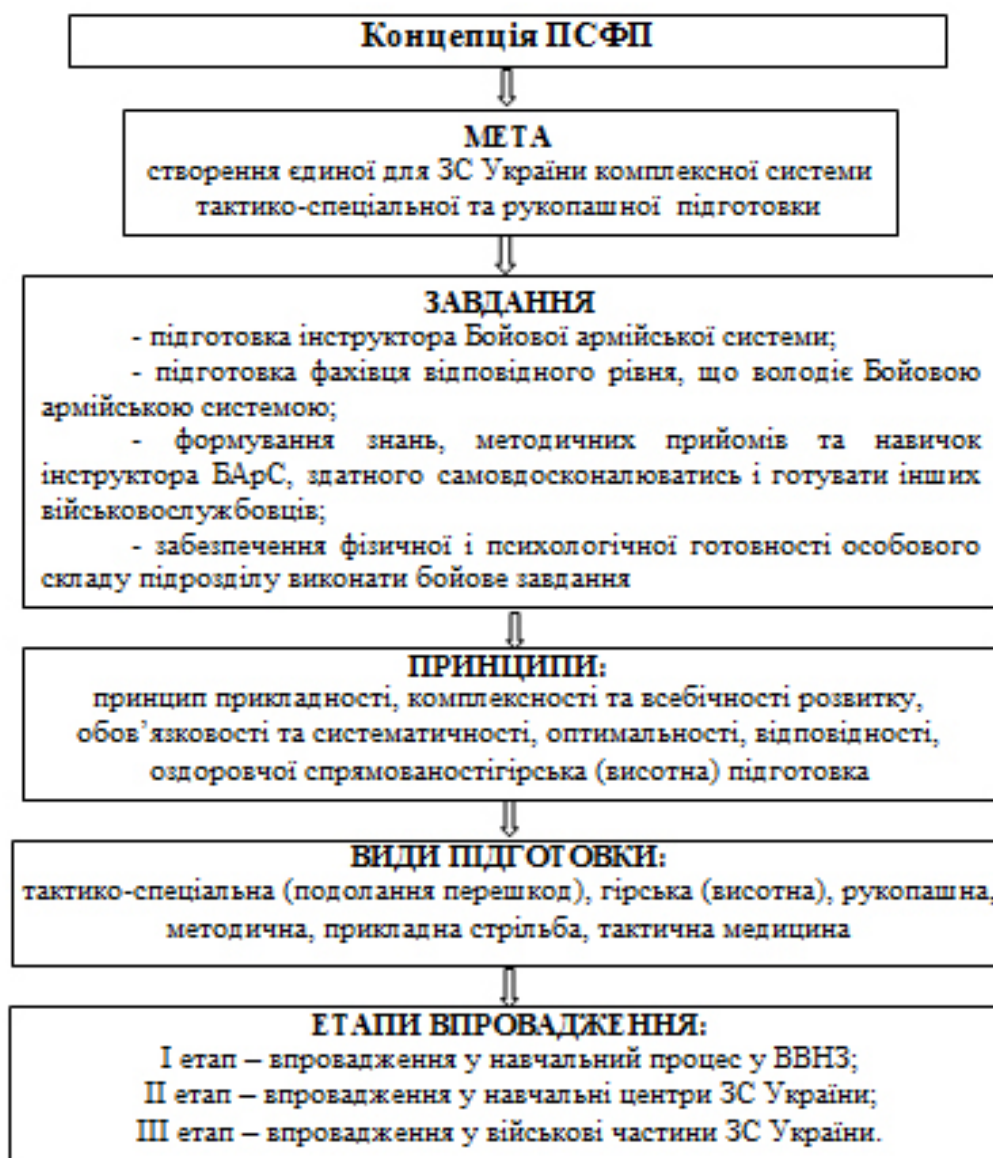 Концепція ПСФП
МЕТА
створення єдиної для ЗС України комплексної системи
тактико-спеціальної та рукопашної підготовки
ЗАВДАННЯ
- підготовка інструктора Бойової армійської системи;
- підготовка фахівця відповідного рівня, що володіє Бойовою
армійською системою;
- формування знань, методичних прийомів та навичок
інструктора БАрС, здатного самовдосконалюватись і готувати інших
військовослужбовців;
- забезпечення фізичної і психологічної готовності особового
складу підрозділу виконати бойове завдання
ПРИНЦИПИ:
принцип прикладності, комплексності та всебічності розвитку,
обов’язковості та систематичності, оптимальності, відповідності,
оздоровчої спрямованостігірська (висотна) підготовка
ВИДИ ПІДГОТОВКИ:
тактико-спеціальна (подолання перешкод), гірська (висотна), рукопашна,
методична, прикладна стрільба, тактична медицина
ЕТАПИ ВПРОВАДЖЕННЯ:
І етап – впровадження у навчальний процес у ВВНЗ;
ІІ етап – впровадження у навчальні центри ЗС України;
ІІІ етап – впровадження у військові частини ЗС України.